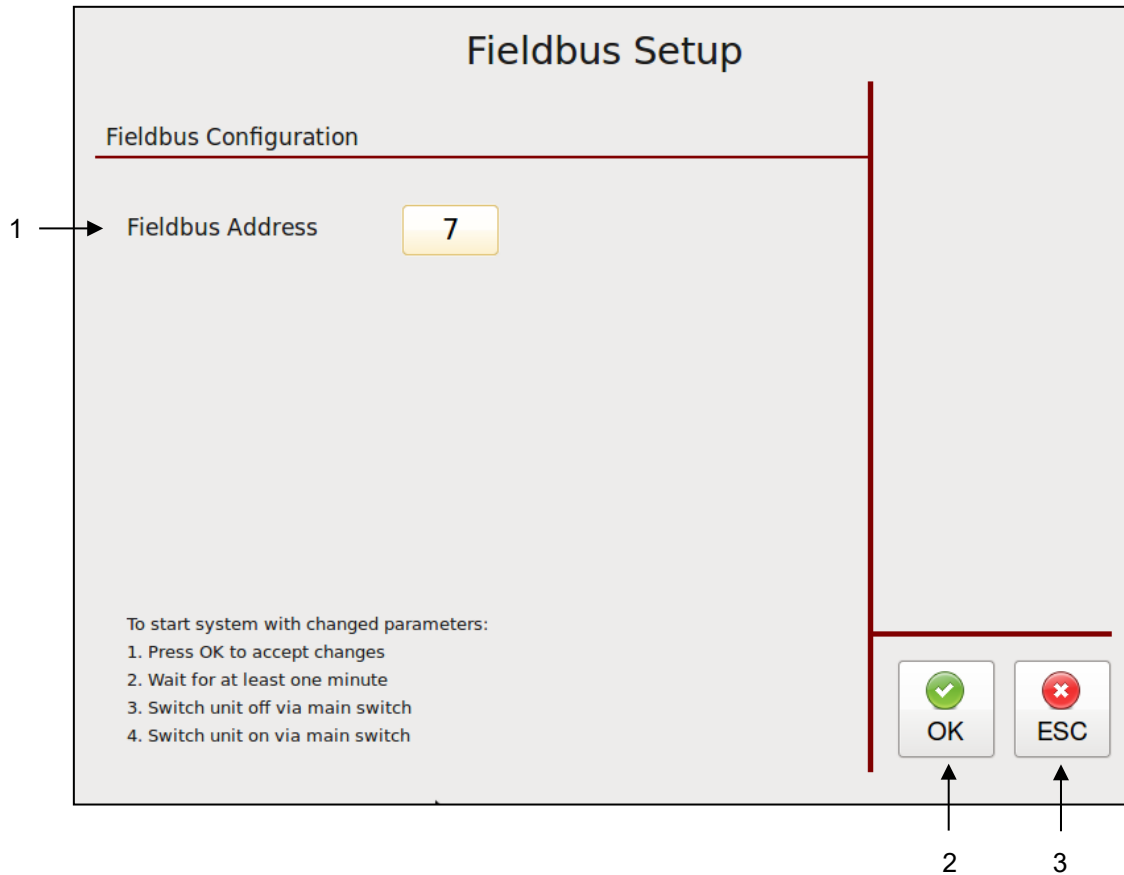 Fieldbus Setup
Fieldbus Configuration
1
Fieldbus Address
7
To start system with changed parameters:
1. Press OK to accept changes
2. Wait for at least one minute
3. Switch unit off via main switch
4. Switch unit on via main switch
OK
ESC
2
3